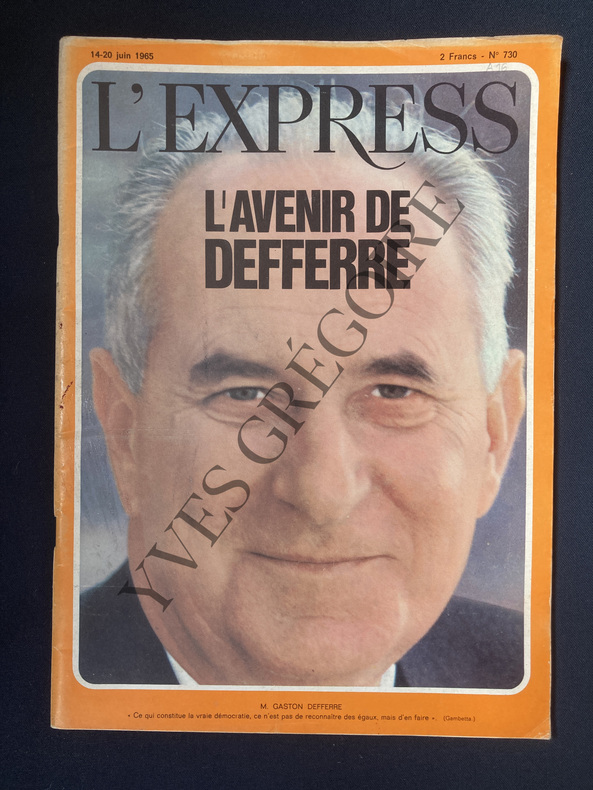 14-20 juin 1965
2 Francs - N° 730
A 16
L'EXPRESS
L'AVENIR DE
DEFFERRE
YVES GRÉGOIRE
M. GASTON DEFFERRE
« Ce qui constitue la vraie démocratie, ce n'est pas de reconnaître des égaux, mais d'en faire ». (Gambetta.)